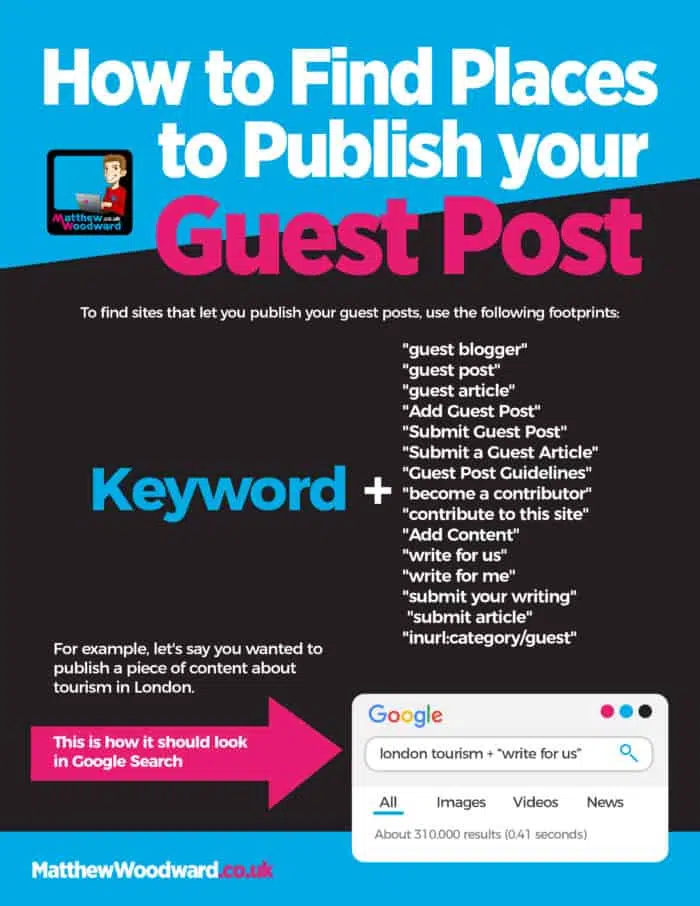 How to Find Places
to Publish your
Guest Post
Matthew
Woodward
.co.uk
To find sites that let you publish your guest posts, use the following footprints:
Keyword +
"guest blogger"
"guest post"
"guest article"
"Add Guest Post"
"Submit Guest Post"
"Submit a Guest Article"
"Guest Post Guidelines"
"become a contributor"
"contribute to this site"
"Add Content"
"write for us"
"write for me"
"submit your writing"
"submit article"
"inurl:category/guest"
For example, let's say you wanted to
publish a piece of content about
tourism in London.
This is how it should look
in Google Search
Google
london tourism + "write for us"
All Images Videos News
About 310,000 results (0.41 seconds)
MatthewWoodward.co.uk